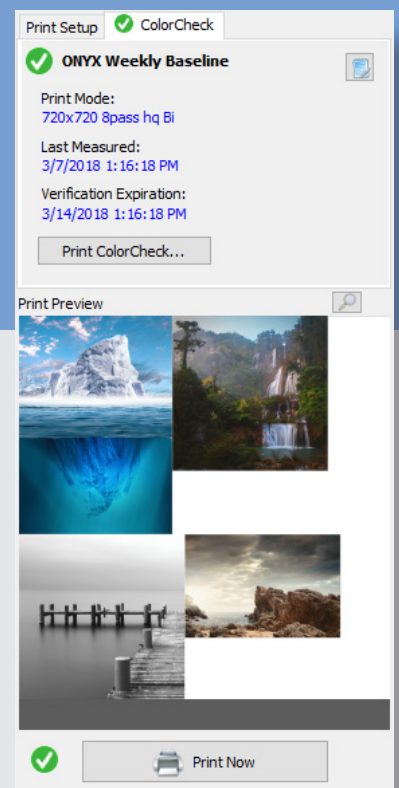 Print Setup
ColorCheck
ONYX Weekly Baseline
Print Mode:
720x720 8pass hq Bi
Last Measured:
3/7/2018 1:16:18 PM
Verification Expiration:
3/14/2018 1:16:18 PM
Print ColorCheck...
Print Preview
Print Now